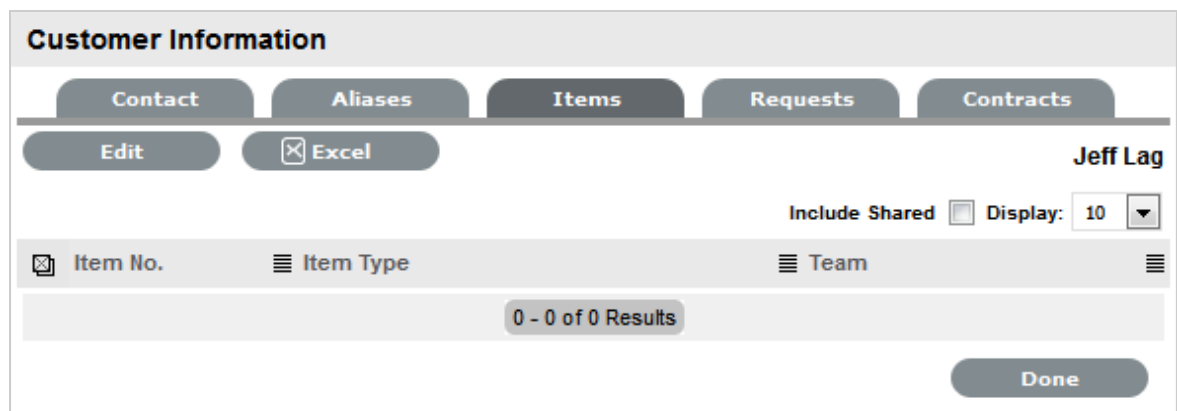 Customer Information
Contact Aliases Items Requests Contracts
Edit Excel
Jeff Lag
Include Shared Display: 10
Item No. Item Type Team
0 - 0 of 0 Results
Done